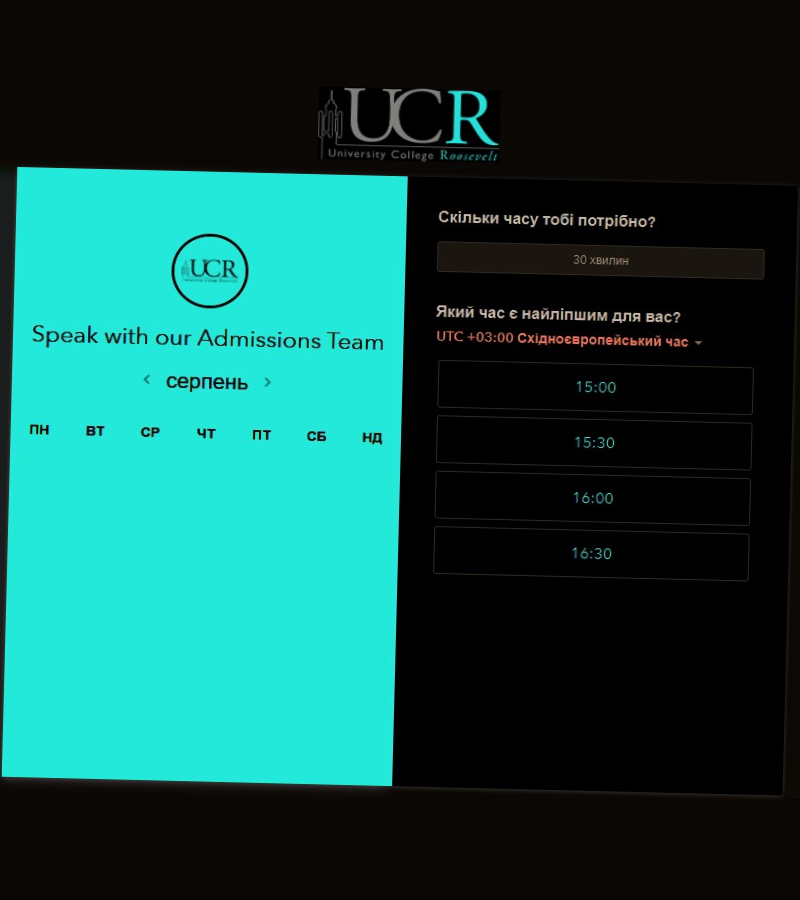 UCR
University College Roosevelt
UCR
Speak with our Admissions Team
серпень
ПН ВТ СР ЧТ ПТ СБ НД
Скільки часу тобі потрібно?
30 хвилин
Який час є найліпшим для вас?
UTC +03:00 Східноєвропейський час
15:00
15:30
16:00
16:30